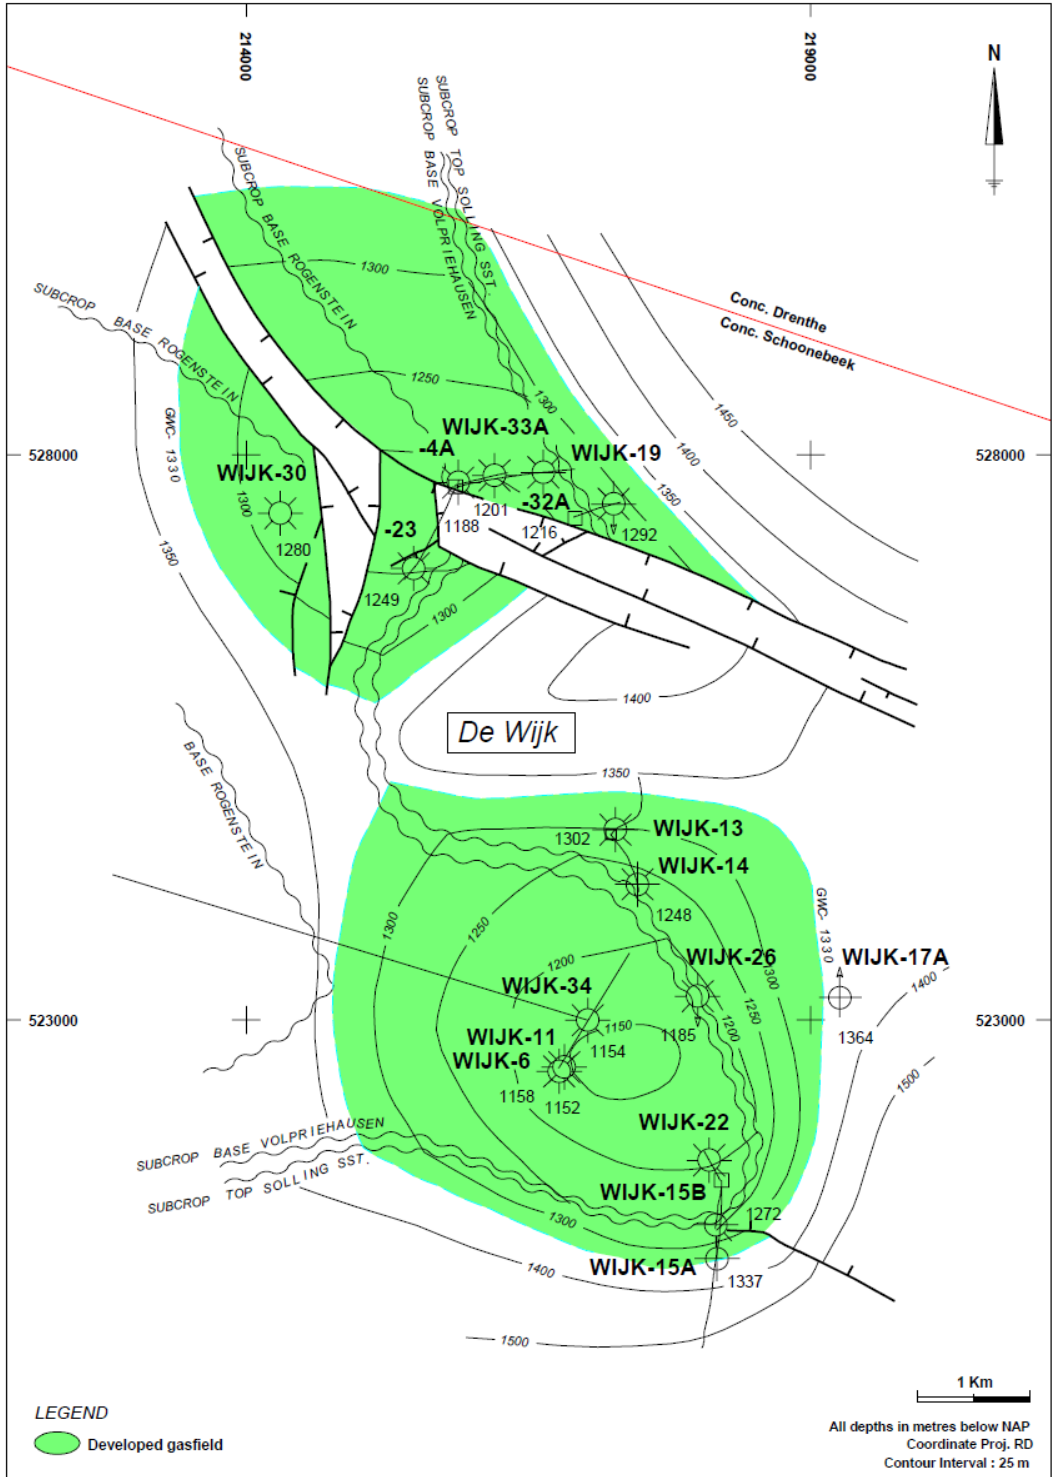 214000
219000
N
SUBCROP TOP SOLLING SST.
SUBCROP BASE VOLPRIEHAUSEN
SUBCROP BASE ROGENSTEIN
1300
SUBCROP BASE ROGENSTEIN
Conc. Drenthe
Conc. Schoonebeek
1250
1300
1450
GWC- 1330
WIJK-33A
-4A
WIJK-19
1400
528000
528000
WIJK-30
1300
-32A
1350
1201
1188
1216
1292
-23
1280
1350
1249
1300
1400
De Wijk
BASE ROGENSTEIN
1350
1302
WIJK-13
WIJK-14
1248
GWC- 1330
1300
1250
1200
WIJK-26
1300
WIJK-17A
1400
WIJK-34
1250
1200
523000
523000
1150
1185
1364
WIJK-11
1154
WIJK-6
1500
1158
1152
WIJK-22
SUBCROP BASE VOLPRIEHAUSEN
SUBCROP TOP SOLLING SST.
WIJK-15B
1272
1300
1400
WIJK-15A
1337
1500
1 Km
LEGEND
Developed gasfield
All depths in metres below NAP
Coordinate Proj. RD
Contour Interval : 25 m